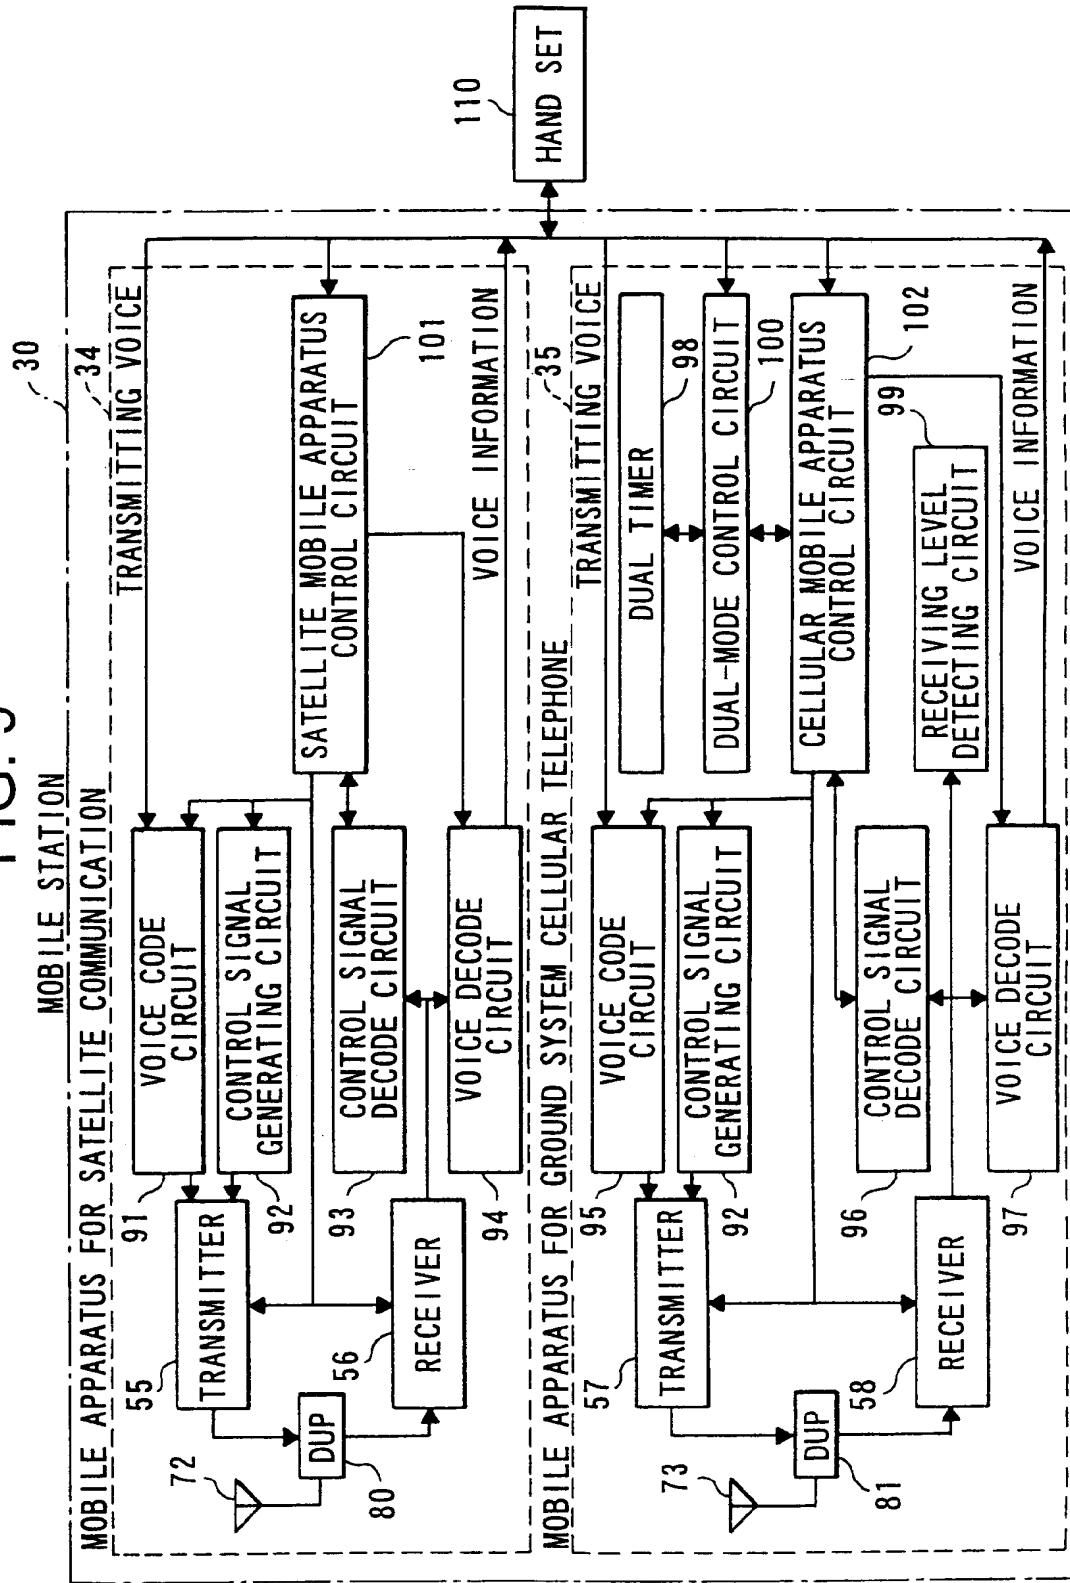 MOBILE STATION
30
MOBILE APPARATUS FOR SATELLITE COMMUNICATION
34
TRANSMITTING VOICE
72
DUP
80
55
TRANSMITTER
56
RECEIVER
91
VOICE CODE
CIRCUIT
92
CONTROL SIGNAL
GENERATING CIRCUIT
93
CONTROL SIGNAL
DECODE CIRCUIT
94
VOICE DECODE
CIRCUIT
SATELLITE MOBILE APPARATUS
CONTROL CIRCUIT
101
VOICE INFORMATION
110
HAND SET
MOBILE APPARATUS FOR GROUND SYSTEM CELLULAR TELEPHONE
35
TRANSMITTING VOICE
73
DUP
81
57
TRANSMITTER
58
RECEIVER
95
VOICE CODE
CIRCUIT
92
CONTROL SIGNAL
GENERATING CIRCUIT
96
CONTROL SIGNAL
DECODE CIRCUIT
97
VOICE DECODE
CIRCUIT
DUAL TIMER
98
DUAL-MODE CONTROL CIRCUIT
100
CELLULAR MOBILE APPARATUS
CONTROL CIRCUIT
102
RECEIVING LEVEL
DETECTING CIRCUIT
99
VOICE INFORMATION